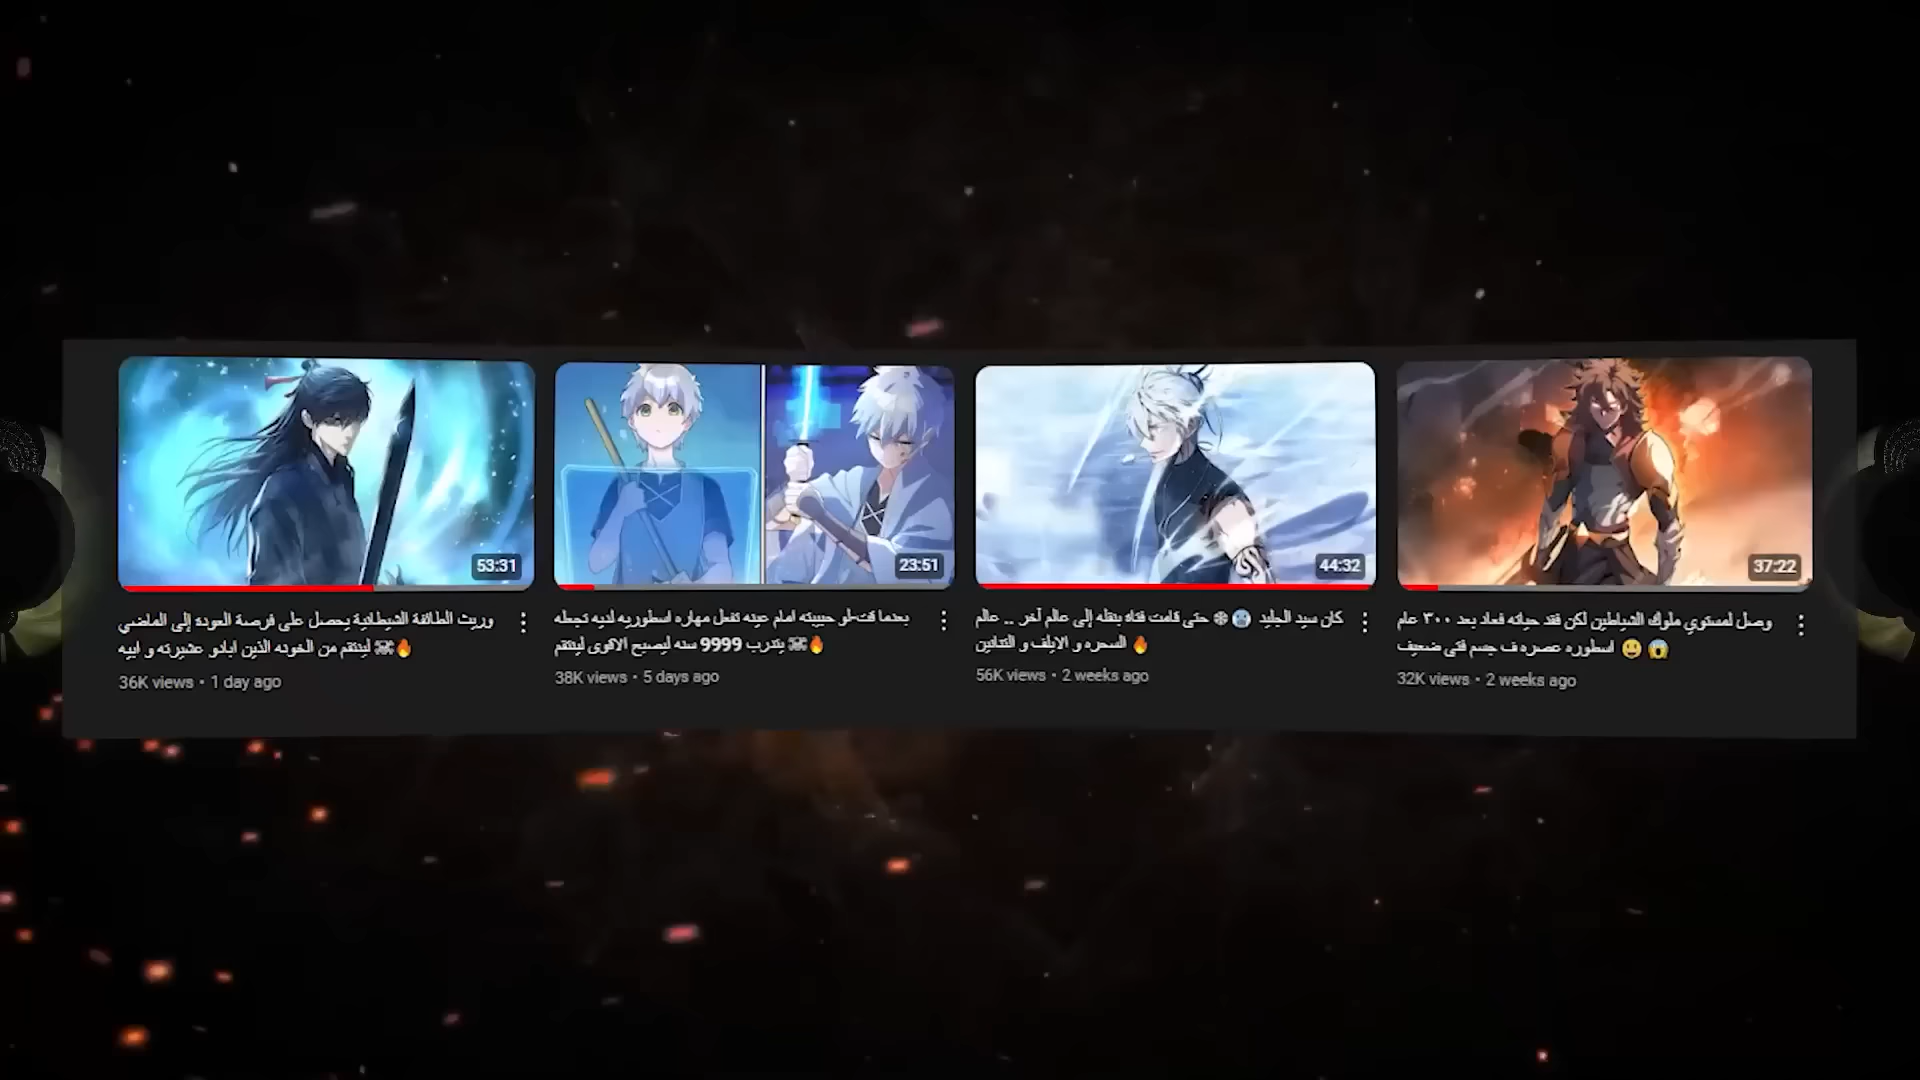 53:31
وريث الطائفة الشيطانية يحصل على فرصة العودة إلى الماضي
لينتقم من الخونه الذين ابادو عشيرته و ابيه ☠️🔥
36K views • 1 day ago
23:51
بعدما قت-لو حبيبته امام عينه تفعل مهاره اسطوريه لديه تجعله
يتدرب 9999 سنه ليصبح الاقوى لينتقم ☠️🔥
38K views • 5 days ago
44:32
كان سيد الجليد 🥶❄ حتى قامت فتاه بنقله إلى عالم آخر .. عالم
السحره و الايلف و التنانين 🔥
56K views • 2 weeks ago
37:22
وصل لمستوي ملوك الشياطين لكن فقد حياته فعاد بعد ٣٠٠ عام
اسطوره عصره ف جسم فتى ضعيف 😀 😱
32K views • 2 weeks ago